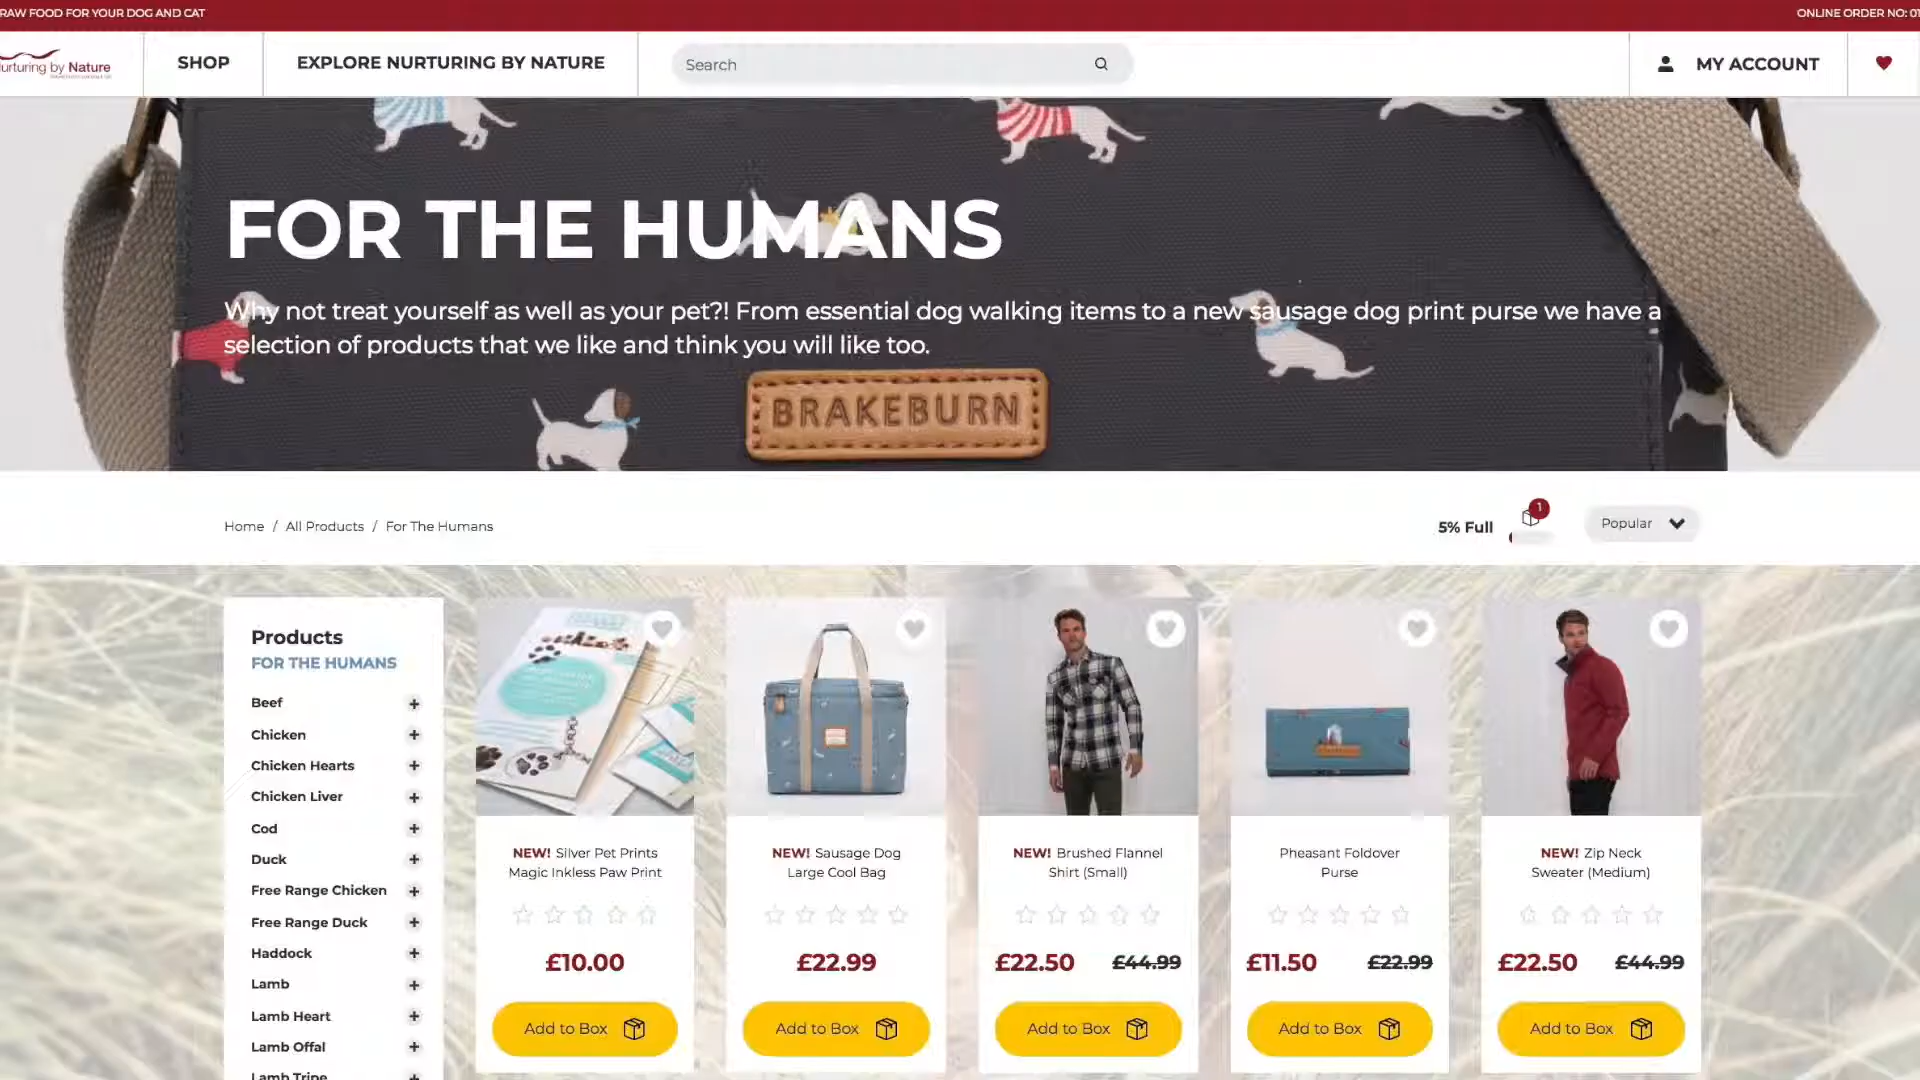 RAW FOOD FOR YOUR DOG AND CAT
ONLINE ORDER NO: 01
Nurturing by Nature
SHOP
EXPLORE NURTURING BY NATURE
Search
MY ACCOUNT
FOR THE HUMANS
Why not treat yourself as well as your pet?! From essential dog walking items to a new sausage dog print purse we have a
selection of products that we like and think you will like too.
BRAKEBURN
Home / All Products / For The Humans
5% Full
1
Popular
Products
FOR THE HUMANS
Beef
Chicken
Chicken Hearts
Chicken Liver
Cod
Duck
Free Range Chicken
Free Range Duck
Haddock
Lamb
Lamb Heart
Lamb Offal
Lamb Tripe
NEW! Silver Pet Prints
Magic Inkless Paw Print
£10.00
Add to Box
NEW! Sausage Dog
Large Cool Bag
£22.99
Add to Box
NEW! Brushed Flannel
Shirt (Small)
£22.50 £44.99
Add to Box
Pheasant Foldover
Purse
£11.50 £22.99
Add to Box
NEW! Zip Neck
Sweater (Medium)
£22.50 £44.99
Add to Box